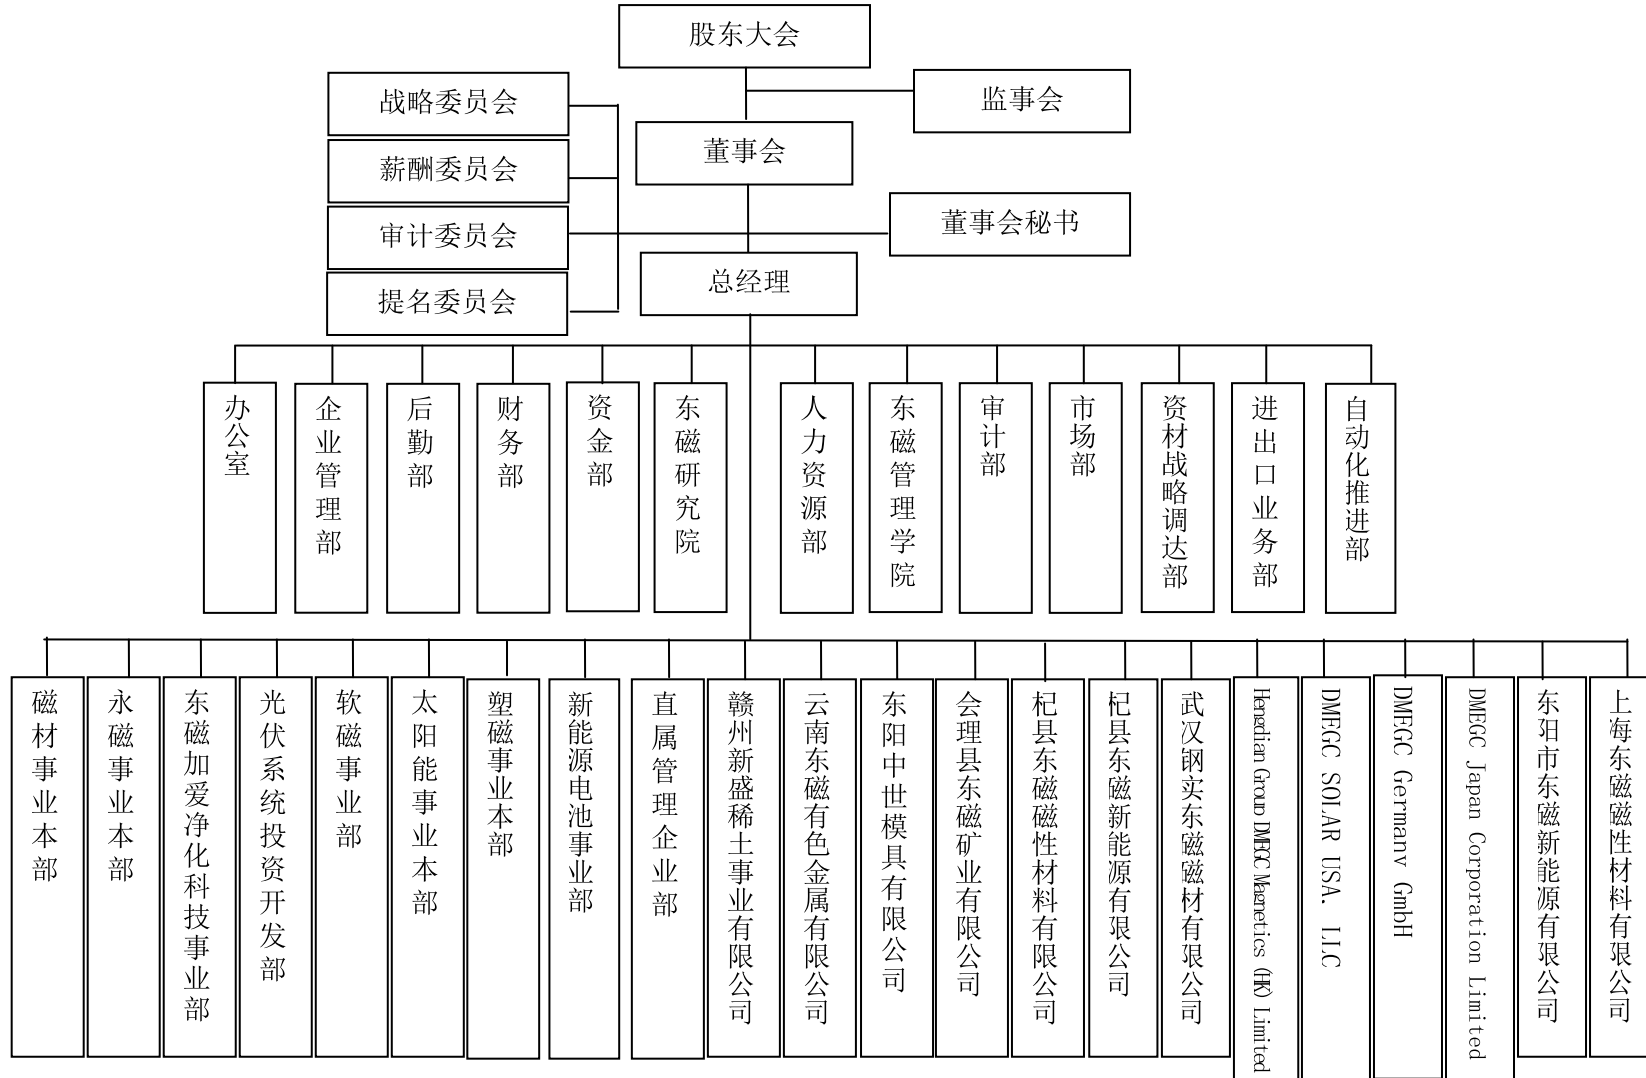 股东大会
监事会
战略委员会
薪酬委员会
审计委员会
提名委员会
董事会
董事会秘书
总经理
办公室
企业管理部
后勤部
财务部
资金部
东磁研究院
人力资源部
东磁管理学院
审计部
市场部
资材战略调达部
进出口业务部
自动化推进部
磁材事业本部
永磁事业本部
东磁加爱净化科技事业部
光伏系统投资开发部
软磁事业部
太阳能事业本部
塑磁事业本部
新能源电池事业部
直属管理企业部
赣州新盛稀土事业有限公司
云南东磁有色金属有限公司
东阳中世模具有限公司
会理县东磁矿业有限公司
杞县东磁磁性材料有限公司
杞县东磁新能源有限公司
武汉钢实东磁磁材有限公司
Hengdian Group DMEGC Magnetics (HK) Limited
DMEGC SOLAR USA. LLC
DMEGC Germany GmbH
DMEGC Japan Corporation Limited
东阳市东磁新能源有限公司
上海东磁磁性材料有限公司